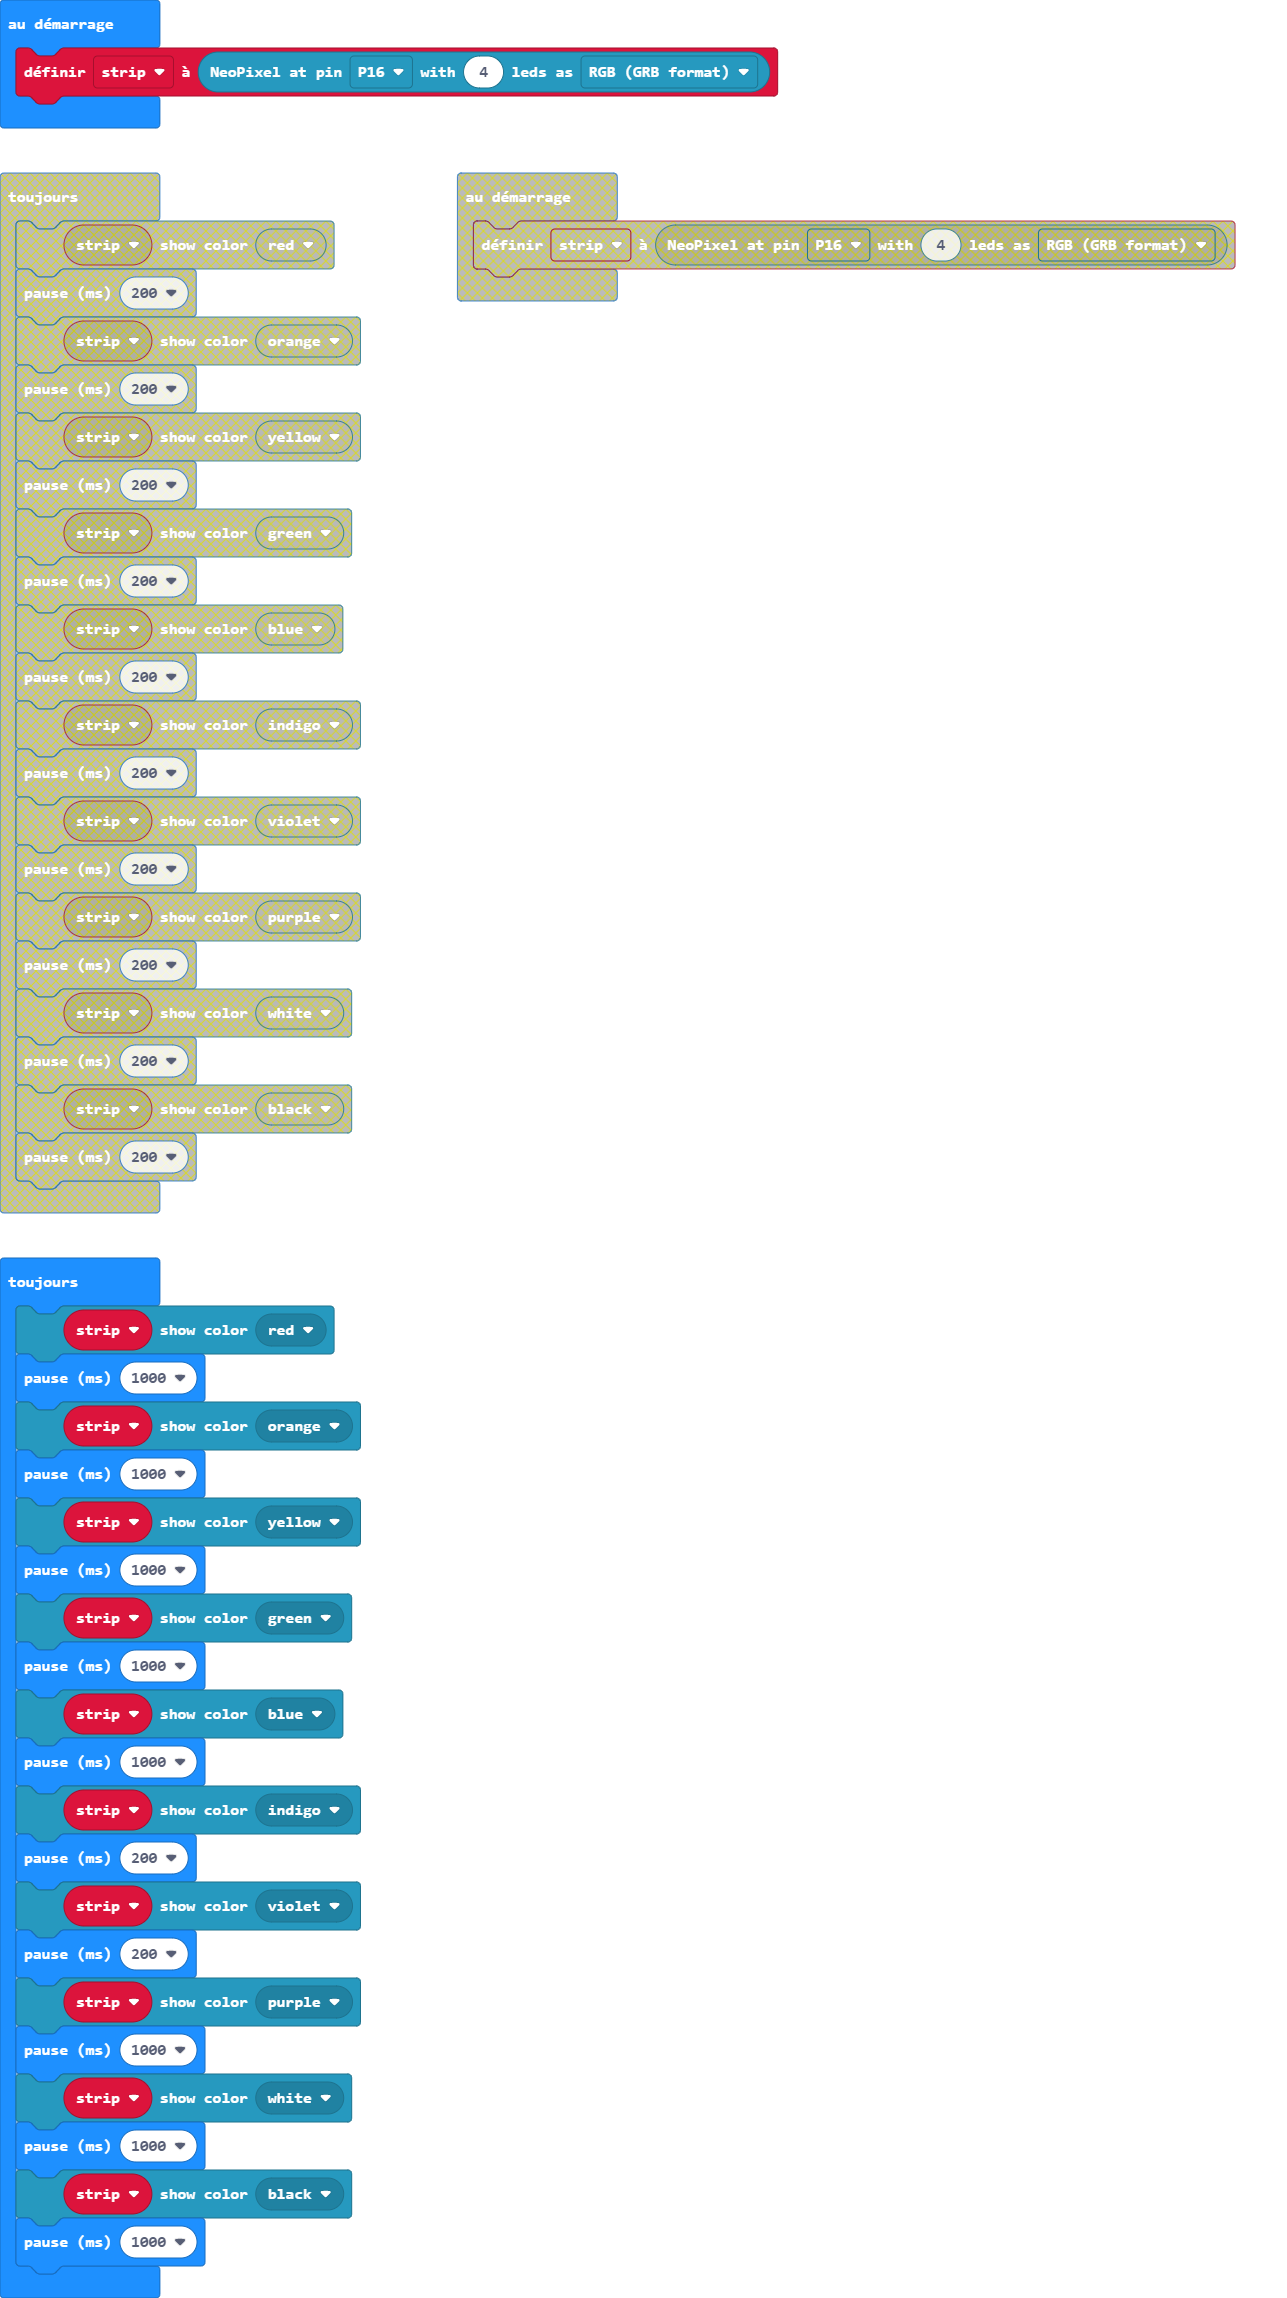 au démarrage
définir strip à NeoPixel at pin P16 with 4 leds as RGB (GRB format)
toujours
strip show color red
pause (ms) 200
strip show color orange
pause (ms) 200
strip show color yellow
pause (ms) 200
strip show color green
pause (ms) 200
strip show color blue
pause (ms) 200
strip show color indigo
pause (ms) 200
strip show color violet
pause (ms) 200
strip show color purple
pause (ms) 200
strip show color white
pause (ms) 200
strip show color black
pause (ms) 200
au démarrage
définir strip à NeoPixel at pin P16 with 4 leds as RGB (GRB format)
toujours
strip show color red
pause (ms) 1000
strip show color orange
pause (ms) 1000
strip show color yellow
pause (ms) 1000
strip show color green
pause (ms) 1000
strip show color blue
pause (ms) 1000
strip show color indigo
pause (ms) 200
strip show color violet
pause (ms) 200
strip show color purple
pause (ms) 1000
strip show color white
pause (ms) 1000
strip show color black
pause (ms) 1000